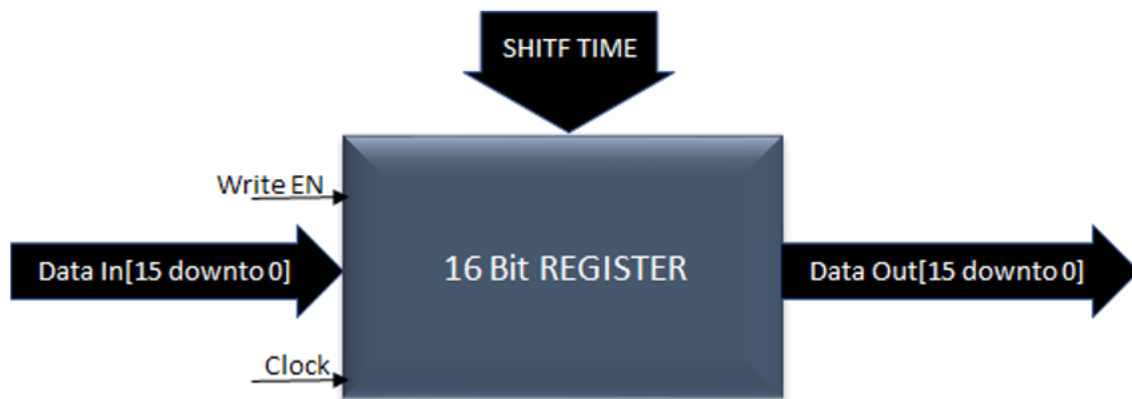 SHITF TIME
Write EN
Data In[15 downto 0]
16 Bit REGISTER
Data Out[15 downto 0]
Clock